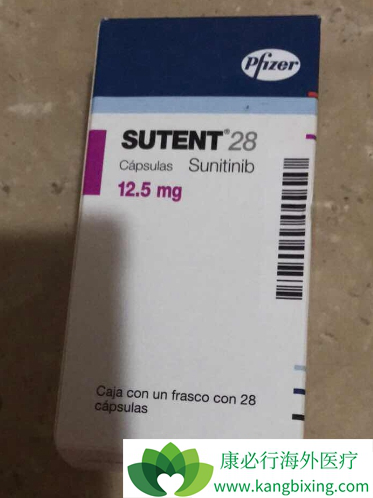 Pfizer
SUTENT® 28
Cápsulas Sunitinib
12.5 mg
Caja con un frasco con 28
cápsulas
康必行海外医疗
www.kangbixing.com